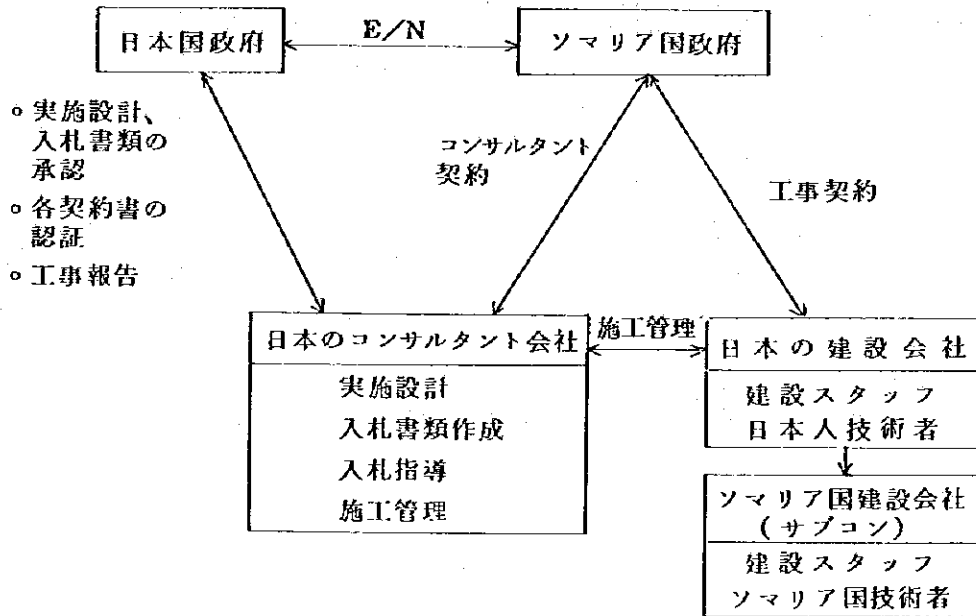 E/N
日本国政府
ソマリア国政府
○ 実施設計、
入札書類の
承認
○ 各契約書の
認証
○ 工事報告
コンサルタント
契約
工事契約
日本のコンサルタント会社
実施設計
入札書類作成
入札指導
施工管理
施工管理
日本の建設会社
建設スタッフ
日本人技術者
ソマリア国建設会社
(サブコン)
建設スタッフ
ソマリア国技術者